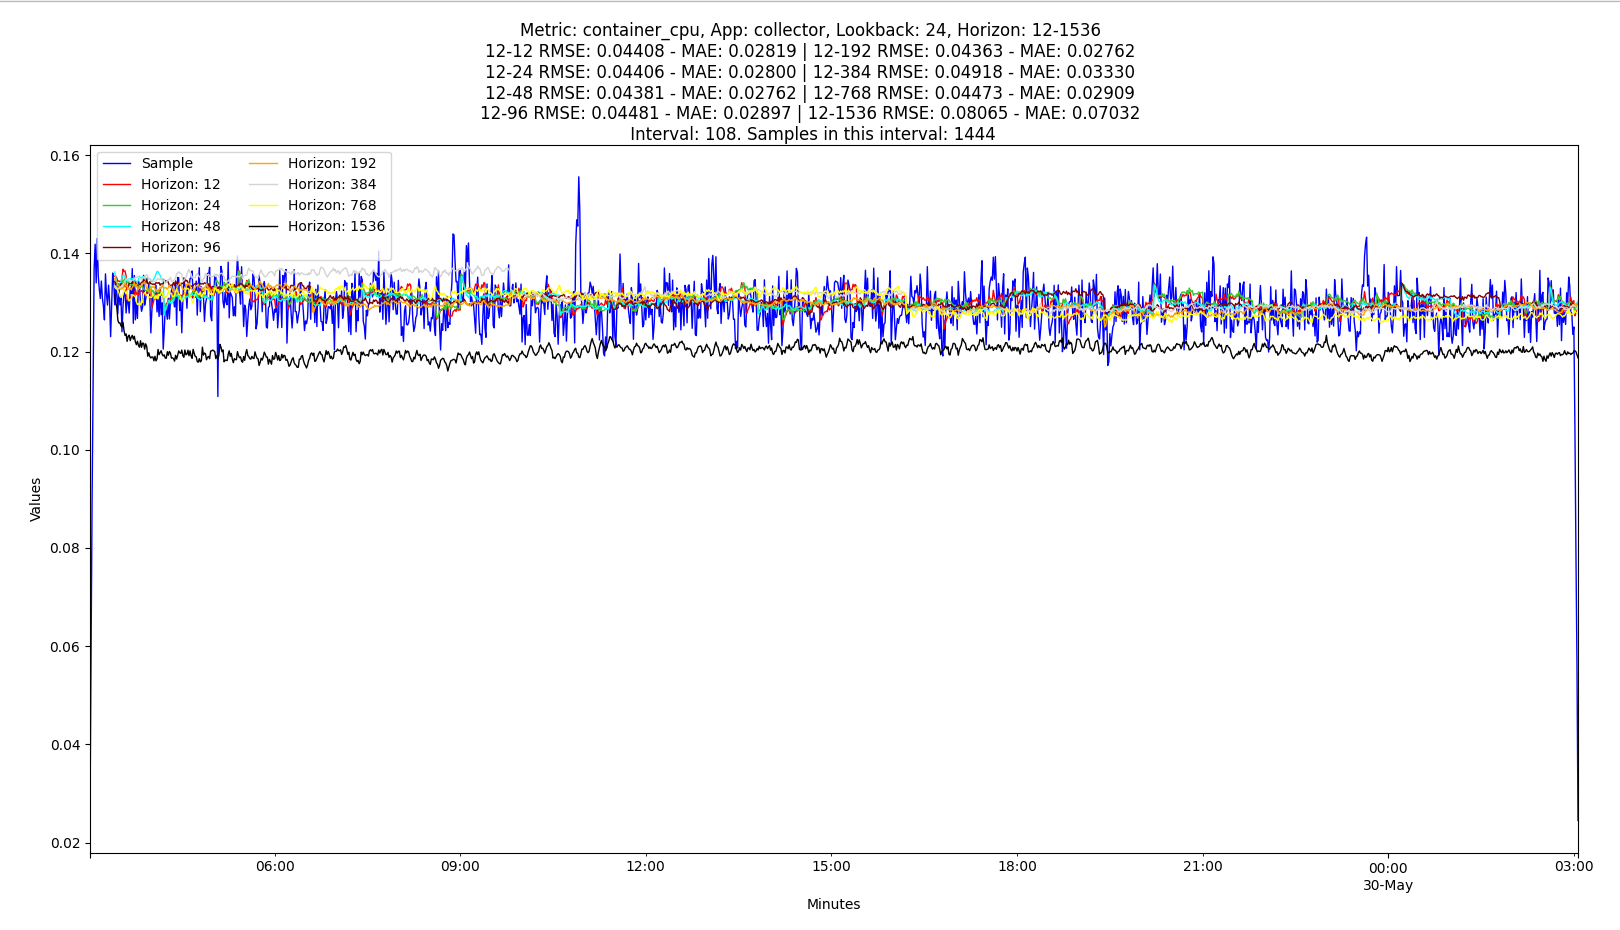 Metric: container_cpu, App: collector, Lookback: 24, Horizon: 12-1536
12-12 RMSE: 0.04408 - MAE: 0.02819 | 12-192 RMSE: 0.04363 - MAE: 0.02762
12-24 RMSE: 0.04406 - MAE: 0.02800 | 12-384 RMSE: 0.04918 - MAE: 0.03330
12-48 RMSE: 0.04381 - MAE: 0.02762 | 12-768 RMSE: 0.04473 - MAE: 0.02909
12-96 RMSE: 0.04481 - MAE: 0.02897 | 12-1536 RMSE: 0.08065 - MAE: 0.07032
Interval: 108. Samples in this interval: 1444
Sample
Horizon: 12
Horizon: 24
Horizon: 48
Horizon: 96
Horizon: 192
Horizon: 384
Horizon: 768
Horizon: 1536
Values
0.16
0.14
0.12
0.10
0.08
0.06
0.04
0.02
06:00
09:00
12:00
15:00
18:00
21:00
00:00
30-May
03:00
Minutes